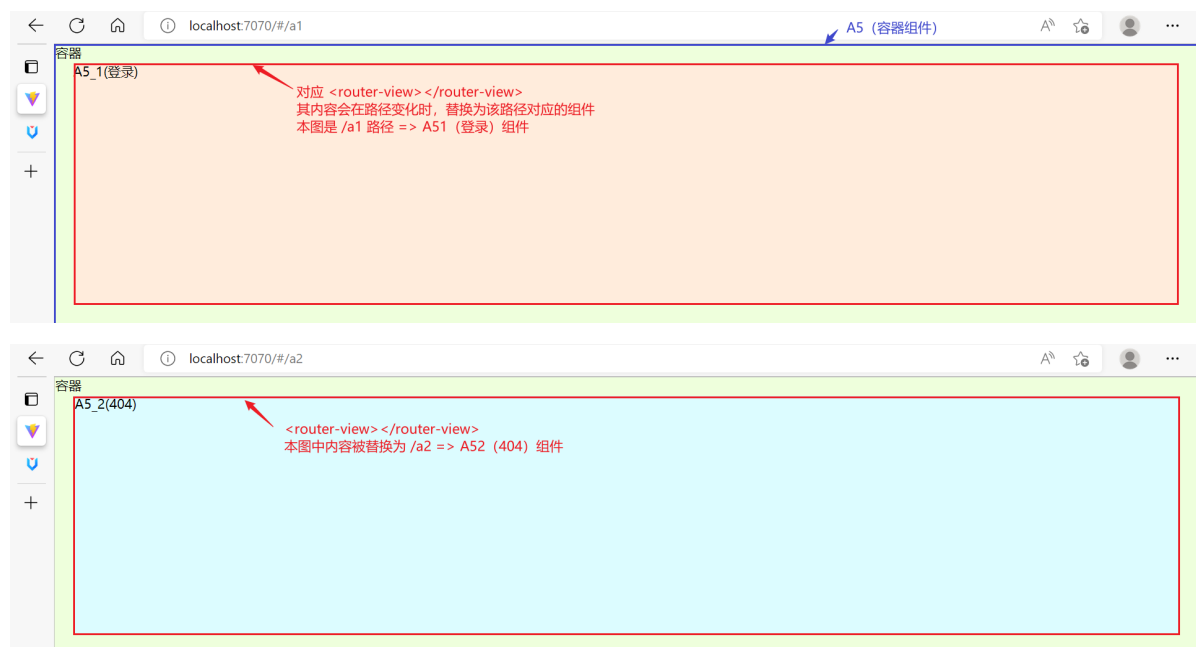 localhost:7070/#/a1
A5（容器组件）
容器
A5_1(登录)
对应 <router-view></router-view>
其内容会在路径变化时，替换为该路径对应的组件
本图是 /a1 路径 => A51（登录）组件
localhost:7070/#/a2
容器
A5_2(404)
<router-view></router-view>
本图中内容被替换为 /a2 => A52（404）组件